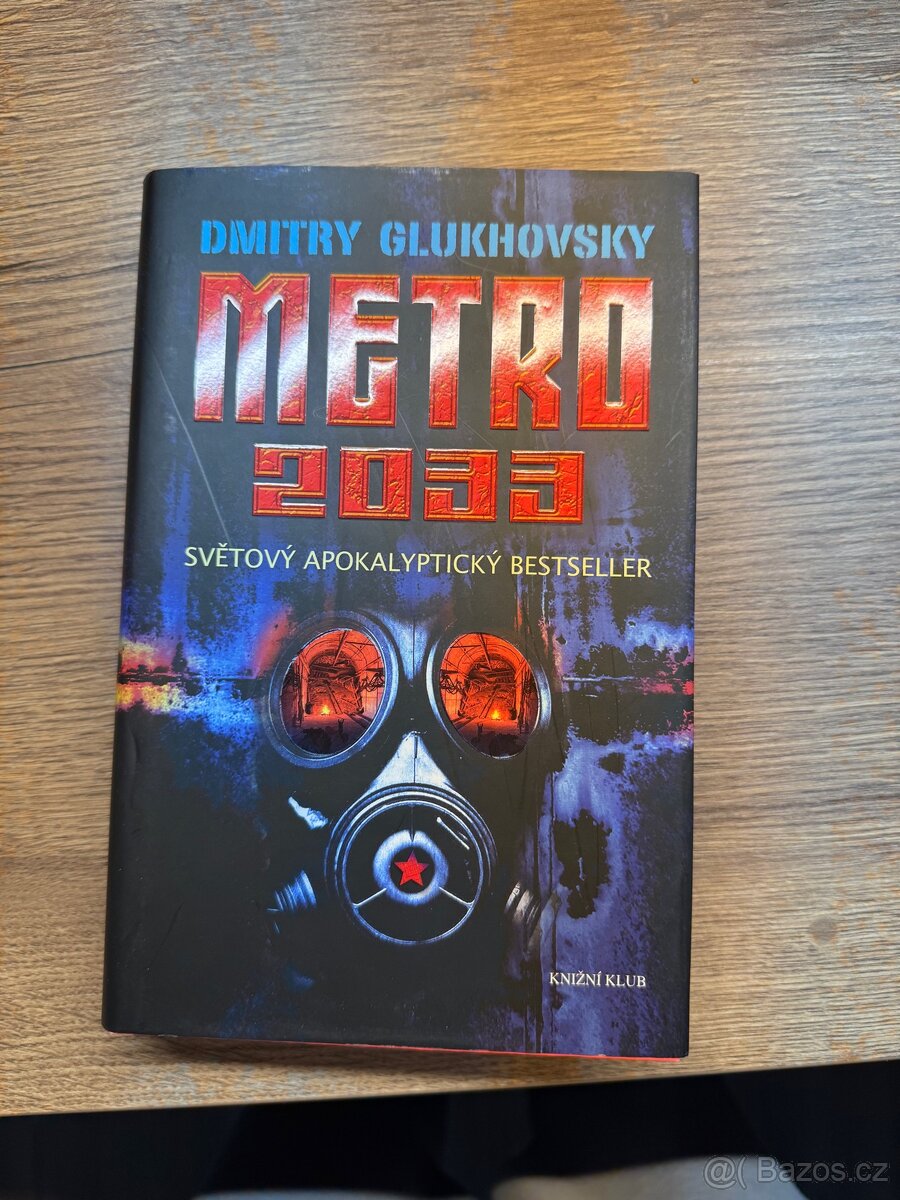 DMITRY GLUKHOVSKY
METRO
2033
SVĚTOVÝ APOKALYPTICKÝ BESTSELLER
KNIŽNÍ KLUB
@( Bazos.cz